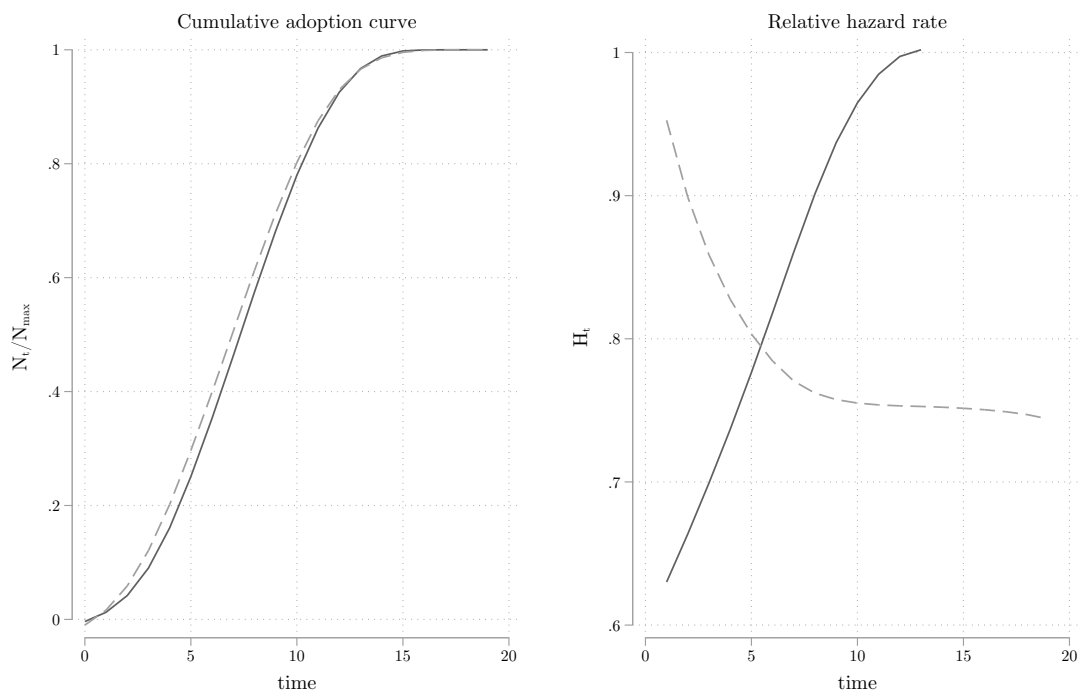 Cumulative adoption curve
1
.8
.6
.4
.2
0
N_t/N_max
0 5 10 15 20
time
Relative hazard rate
1
.9
.8
.7
.6
H_t
0 5 10 15 20
time